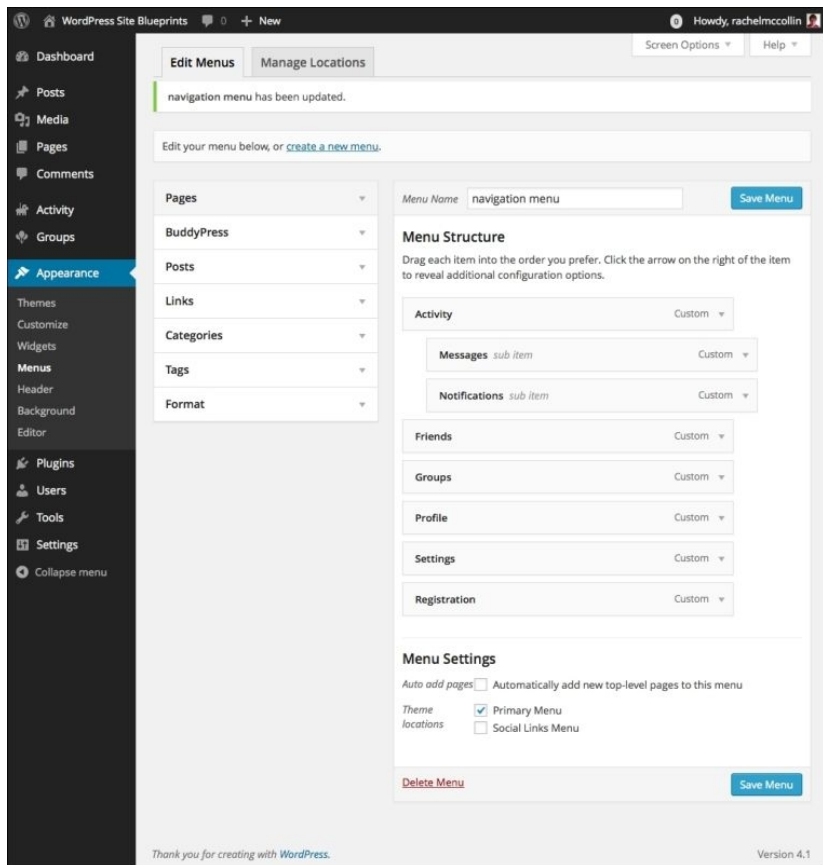 WordPress Site Blueprints 0 + New
0 Howdy, rachelmccollin
Dashboard
Posts
Media
Pages
Comments
Activity
Groups
Appearance
Themes
Customize
Widgets
Menus
Header
Background
Editor
Plugins
Users
Tools
Settings
Collapse menu
Screen Options
Help
Edit Menus
Manage Locations
navigation menu has been updated.
Edit your menu below, or create a new menu.
Pages
BuddyPress
Posts
Links
Categories
Tags
Format
Menu Name navigation menu
Save Menu
Menu Structure
Drag each item into the order you prefer. Click the arrow on the right of the item
to reveal additional configuration options.
Activity Custom
Messages sub item Custom
Notifications sub item Custom
Friends Custom
Groups Custom
Profile Custom
Settings Custom
Registration Custom
Menu Settings
Auto add pages Automatically add new top-level pages to this menu
Theme
locations
Primary Menu
Social Links Menu
Delete Menu
Save Menu
Thank you for creating with WordPress.
Version 4.1